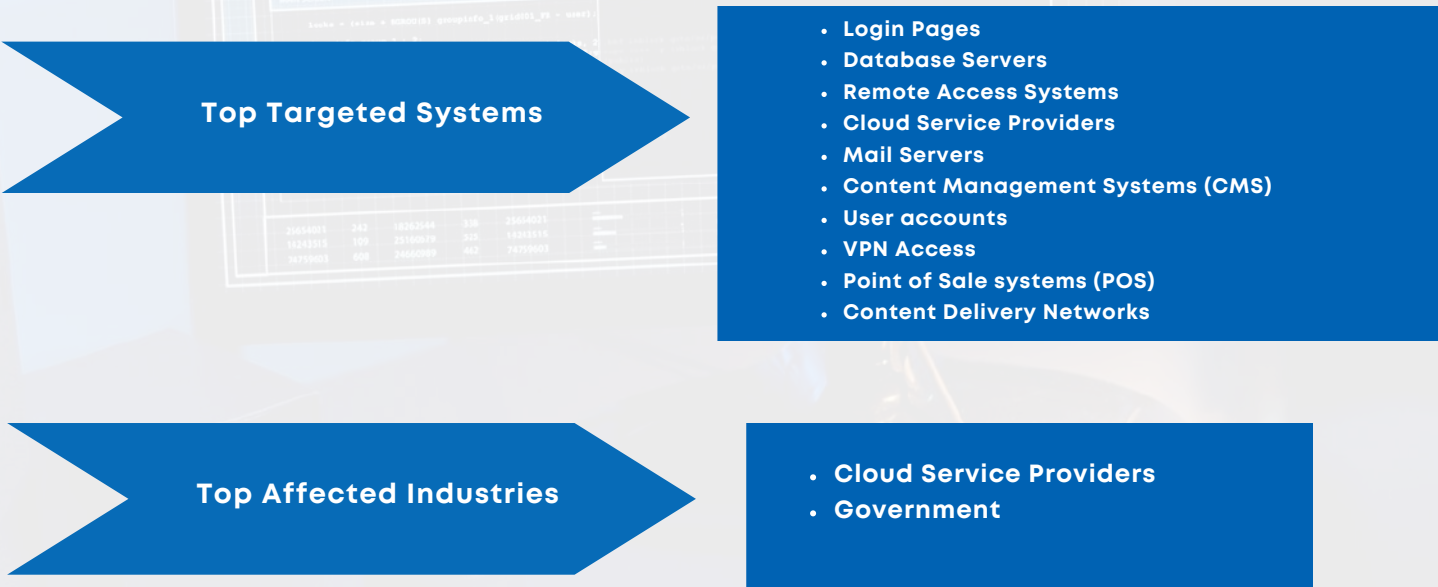 Top Targeted Systems
• Login Pages
• Database Servers
• Remote Access Systems
• Cloud Service Providers
• Mail Servers
• Content Management Systems (CMS)
• User accounts
• VPN Access
• Point of Sale systems (POS)
• Content Delivery Networks
Top Affected Industries
• Cloud Service Providers
• Government